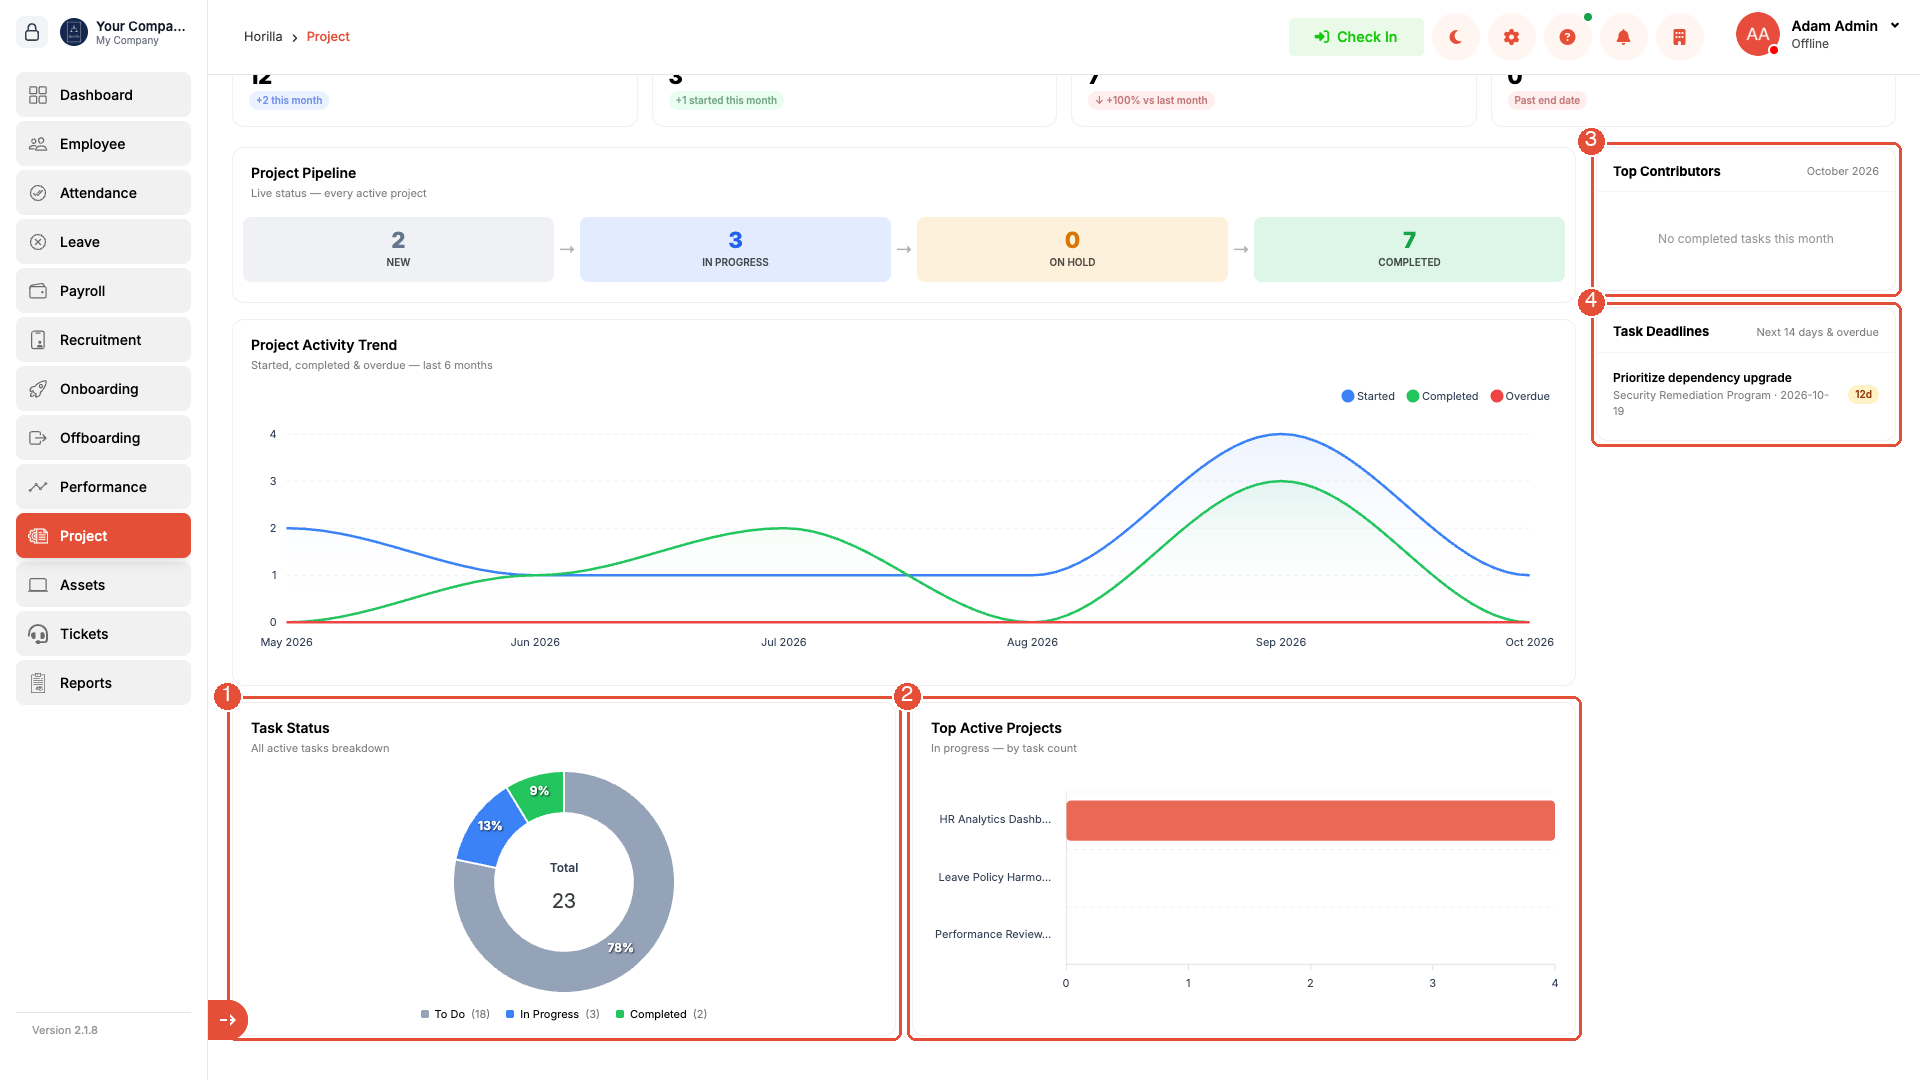 Your Compa...
My Company
Dashboard
Employee
Attendance
Leave
Payroll
Recruitment
Onboarding
Offboarding
Performance
Project
Assets
Tickets
Reports
Version 2.1.8
Horilla > Project
Check In
AA
Adam Admin
Offline
12
+2 this month
3
+1 started this month
7
↓ +100% vs last month
0
Past end date
Project Pipeline
Live status — every active project
2
NEW
→
3
IN PROGRESS
→
0
ON HOLD
→
7
COMPLETED
Project Activity Trend
Started, completed & overdue — last 6 months
Started Completed Overdue
4
3
2
1
0
May 2026 Jun 2026 Jul 2026 Aug 2026 Sep 2026 Oct 2026
1
Task Status
All active tasks breakdown
9%
13%
78%
Total
23
To Do (18) In Progress (3) Completed (2)
2
Top Active Projects
In progress — by task count
HR Analytics Dashb...
Leave Policy Harmo...
Performance Review...
0 1 2 3 4
3
Top Contributors
October 2026
No completed tasks this month
4
Task Deadlines
Next 14 days & overdue
Prioritize dependency upgrade
Security Remediation Program · 2026-10-
19
12d